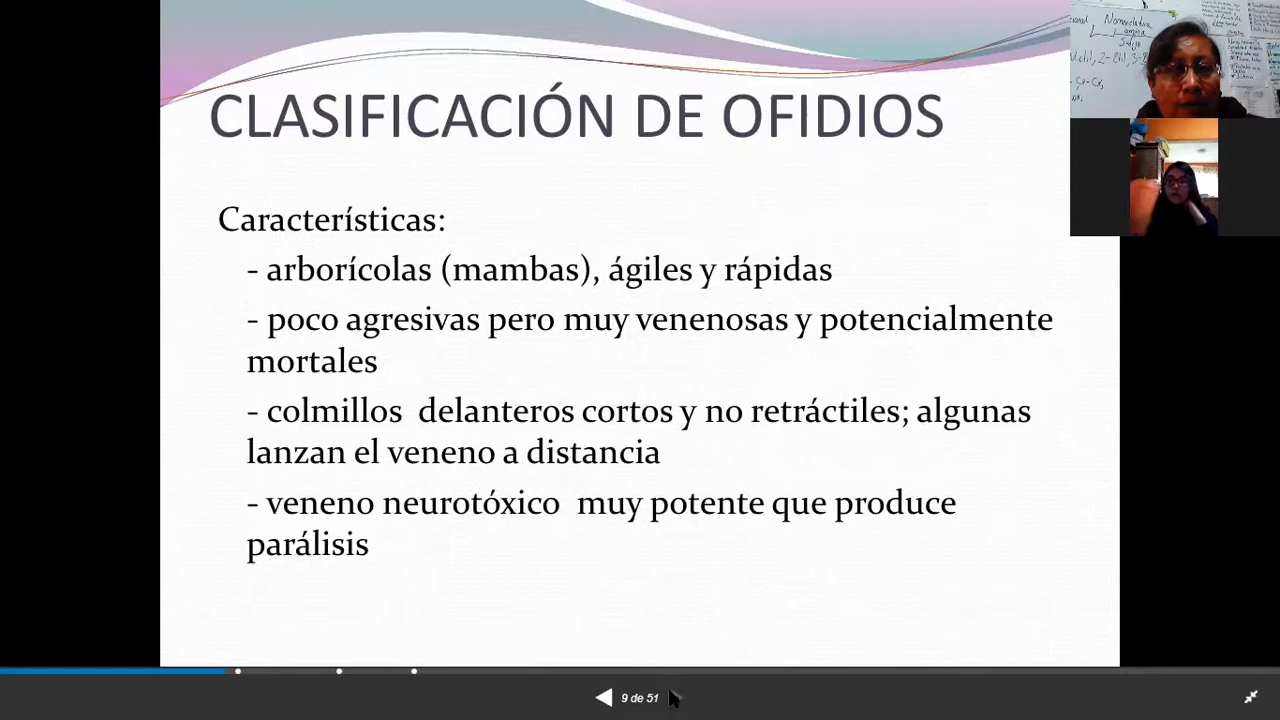 CLASIFICACIÓN DE OFIDIOS
Características:
- arborícolas (mambas), ágiles y rápidas
- poco agresivas pero muy venenosas y potencialmente
mortales
- colmillos delanteros cortos y no retráctiles; algunas
lanzan el veneno a distancia
- veneno neurotóxico muy potente que produce
parálisis
9 de 51
Nomenclatura